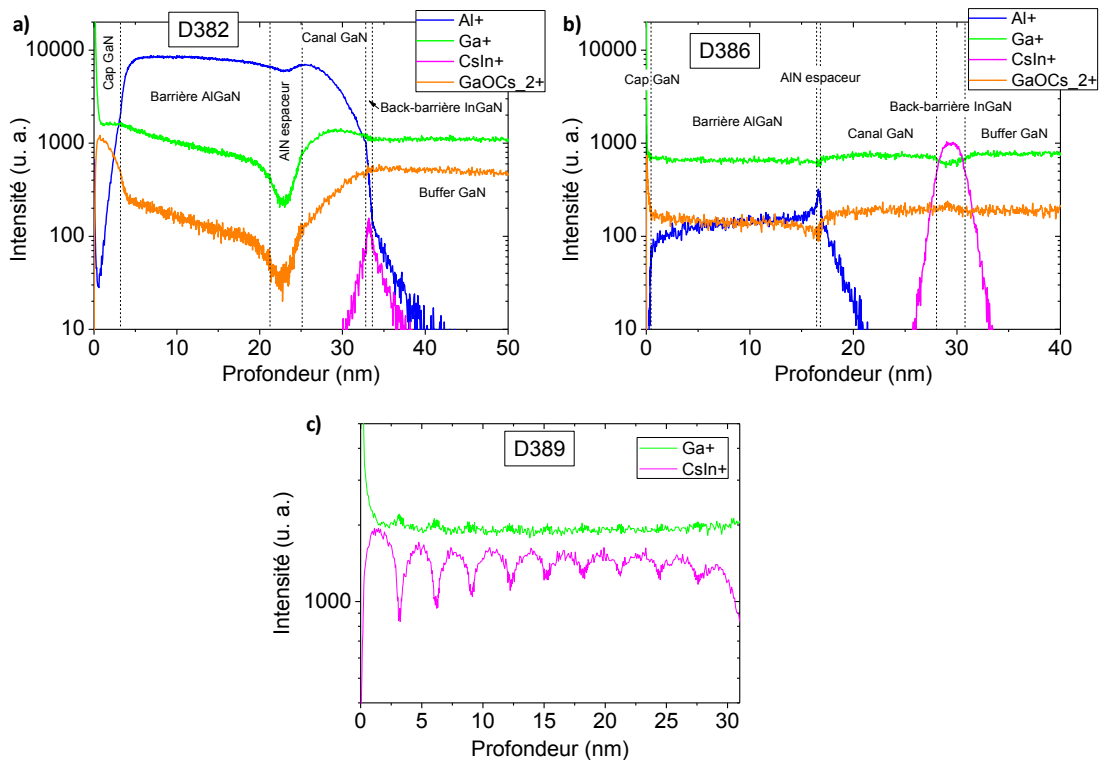 a)
D382
Al+
Ga+
CsIn+
GaOCs_2+
Cap GaN
Barrière AlGaN
AlN espaceur
Canal GaN
Back-barrière InGaN
Buffer GaN
10000
1000
100
10
Intensité (u. a.)
0 10 20 30 40 50
Profondeur (nm)
b)
D386
Al+
Ga+
CsIn+
GaOCs_2+
Cap GaN
AlN espaceur
Back-barrière InGaN
Barrière AlGaN
Canal GaN
Buffer GaN
10000
1000
100
10
Intensité (u. a.)
0 10 20 30 40
Profondeur (nm)
c)
D389
Ga+
CsIn+
1000
Intensité (u. a.)
0 5 10 15 20 25 30
Profondeur (nm)